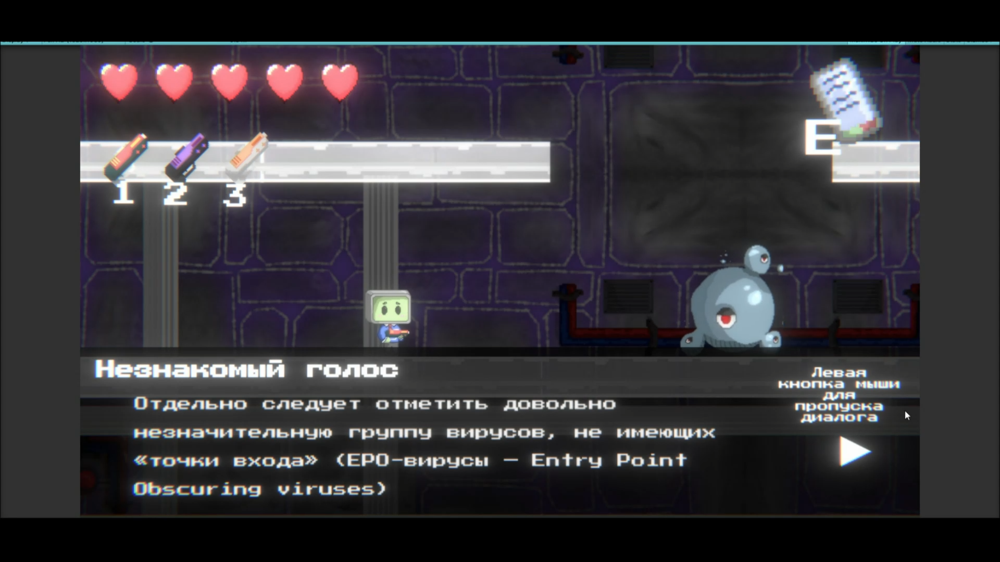 E
1 2 3
Незнакомый голос
Отдельно следует отметить довольно
незначительную группу вирусов, не имеющих
«точки входа» (EPO-вирусы – Entry Point
Obscuring viruses)
Левая
кнопка мыши
для
пропуска
диалога